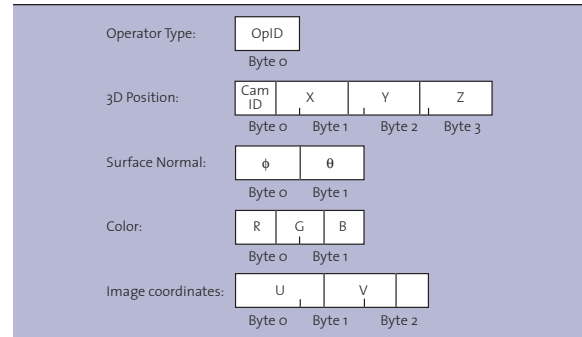 Operator Type: OpID
Byte 0
3D Position: Cam ID X Y Z
Byte 0 Byte 1 Byte 2 Byte 3
Surface Normal: ϕ θ
Byte 0 Byte 1
Color: R G B
Byte 0 Byte 1
Image coordinates: U V
Byte 0 Byte 1 Byte 2